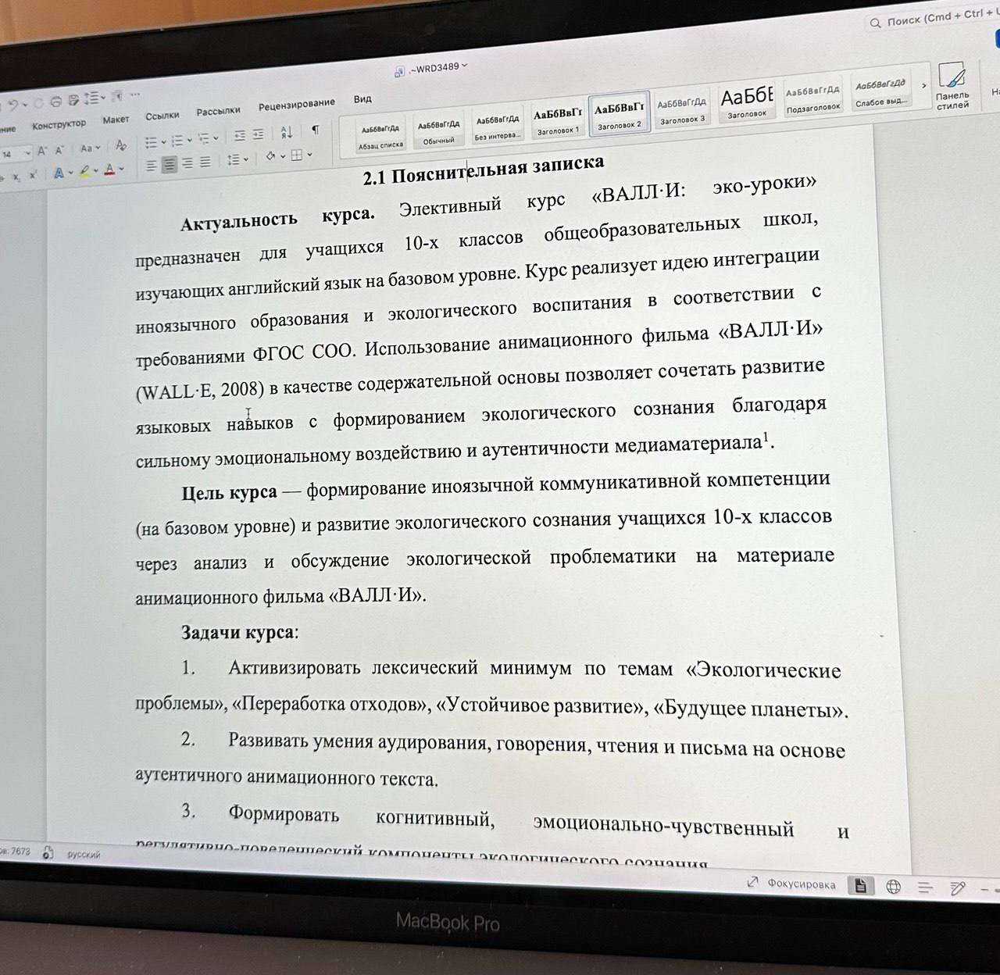 Поиск (Cmd + Ctrl + U
.~WRD3489
Конструктор Макет Ссылки Рассылки Рецензирование Вид
14
Aa
АаБбВвГгДд АаБбВвГгДд АаБбВвГгДд АаБбВвГг АаБбВвГг АаБбВвГгДд АаБбЕ АаБбВвГгДд АаБбВвГгДд
Абзац списка Обычный Без интерва... Заголовок 1 Заголовок 2 Заголовок 3 Заголовок Подзаголовок Слабое выд...
Панель
стилей
2.1 Пояснительная записка
Актуальность курса. Элективный курс «ВАЛЛ·И: эко-уроки»
предназначен для учащихся 10-х классов общеобразовательных школ,
изучающих английский язык на базовом уровне. Курс реализует идею интеграции
иноязычного образования и экологического воспитания в соответствии с
требованиями ФГОС СОО. Использование анимационного фильма «ВАЛЛ·И»
(WALL·E, 2008) в качестве содержательной основы позволяет сочетать развитие
языковых навыков с формированием экологического сознания благодаря
сильному эмоциональному воздействию и аутентичности медиаматериала¹.
Цель курса — формирование иноязычной коммуникативной компетенции
(на базовом уровне) и развитие экологического сознания учащихся 10-х классов
через анализ и обсуждение экологической проблематики на материале
анимационного фильма «ВАЛЛ·И».
Задачи курса:
1. Активизировать лексический минимум по темам «Экологические
проблемы», «Переработка отходов», «Устойчивое развитие», «Будущее планеты».
2. Развивать умения аудирования, говорения, чтения и письма на основе
аутентичного анимационного текста.
3. Формировать когнитивный, эмоционально-чувственный и
регулятивно-поведенческий компоненты экологического сознания
7673 русский
Фокусировка
MacBook Pro